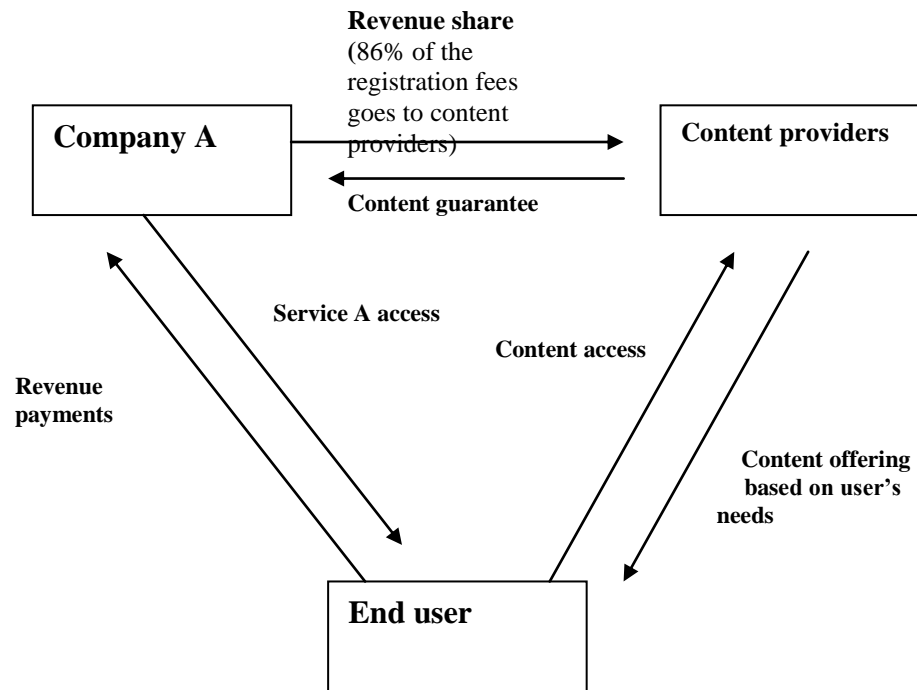 Revenue share
(86% of the
registration fees
goes to content
providers)
Company A
Content providers
Content guarantee
Service A access
Content access
Revenue
payments
Content offering
based on user’s
needs
End user